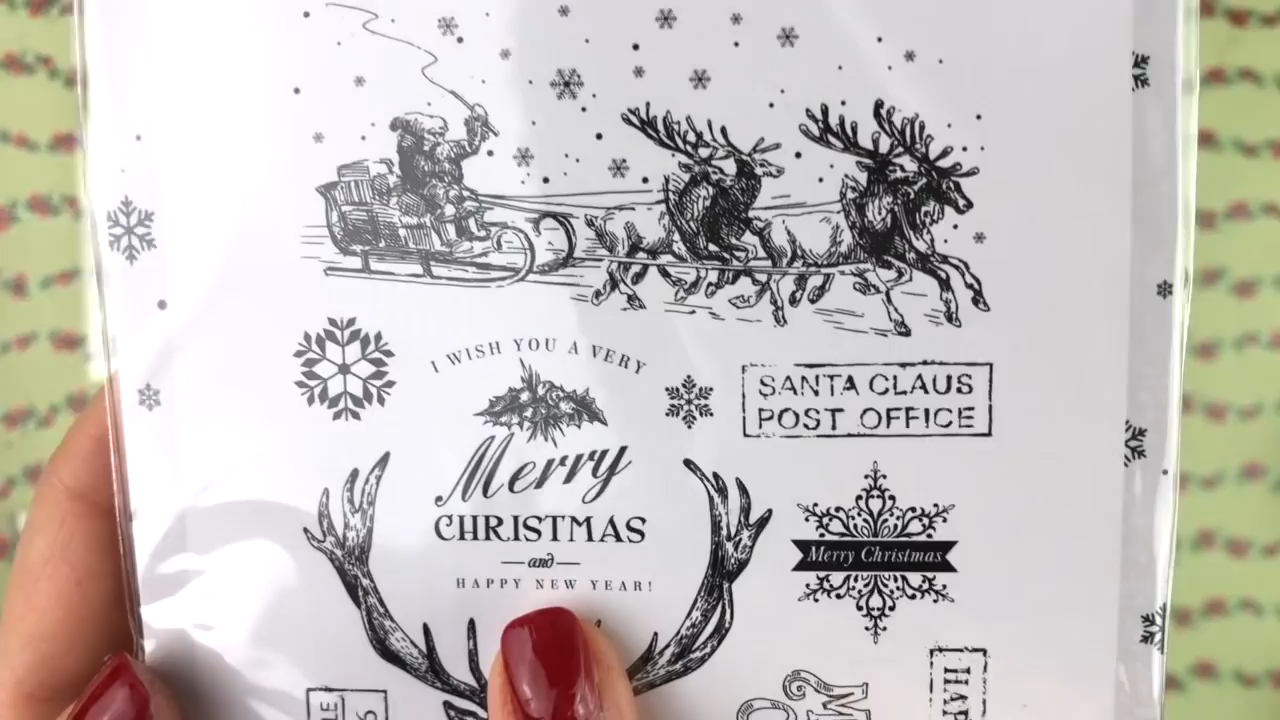 I WISH YOU A VERY
Merry
CHRISTMAS
and
HAPPY NEW YEAR!
SANTA CLAUS
POST OFFICE
Merry Christmas